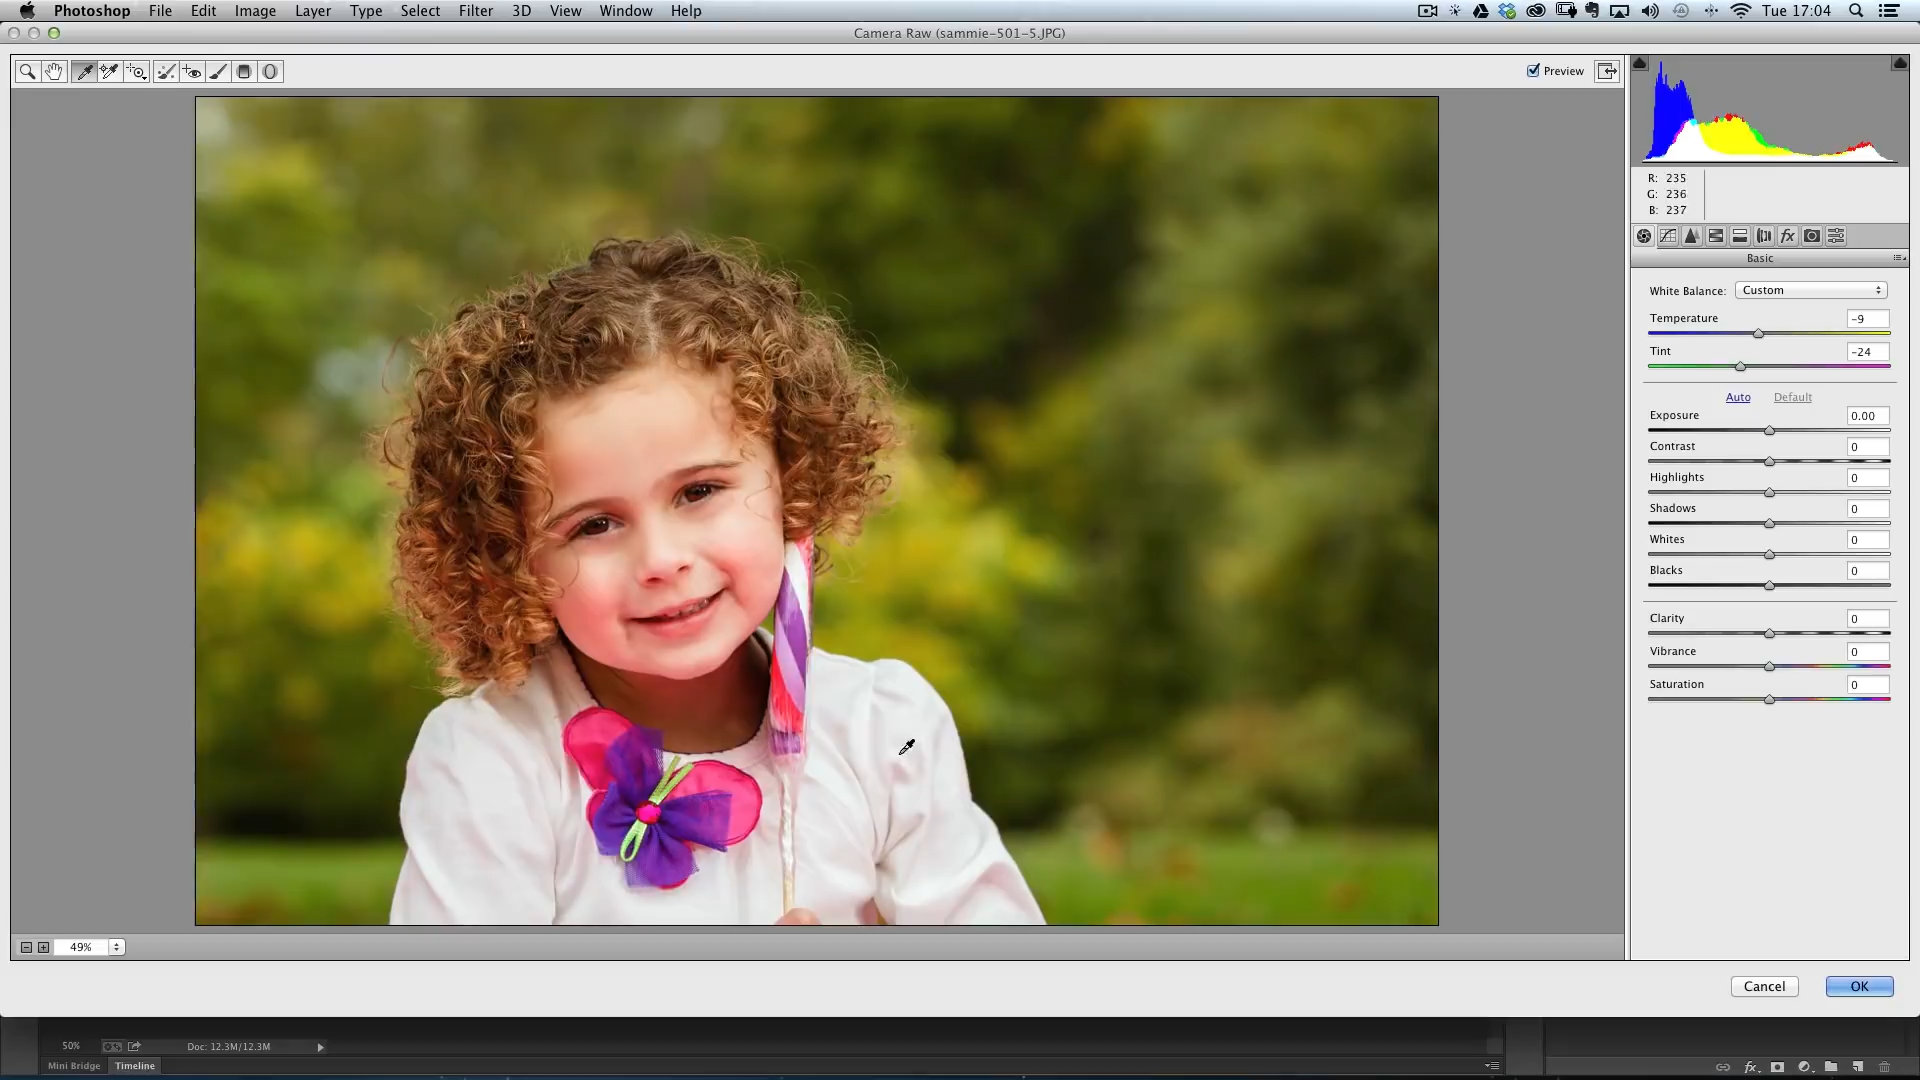 Photoshop File Edit Image Layer Type Select Filter 3D View Window Help Tue 17:04
Camera Raw (sammie-501-5.JPG)
Preview
R: 235
G: 236
B: 237
fx
Basic
White Balance: Custom
Temperature -9
Tint -24
Auto Default
Exposure 0.00
Contrast 0
Highlights 0
Shadows 0
Whites 0
Blacks 0
Clarity 0
Vibrance 0
Saturation 0
49%
Cancel OK
50% Doc: 12.3M/12.3M
Mini Bridge Timeline fx